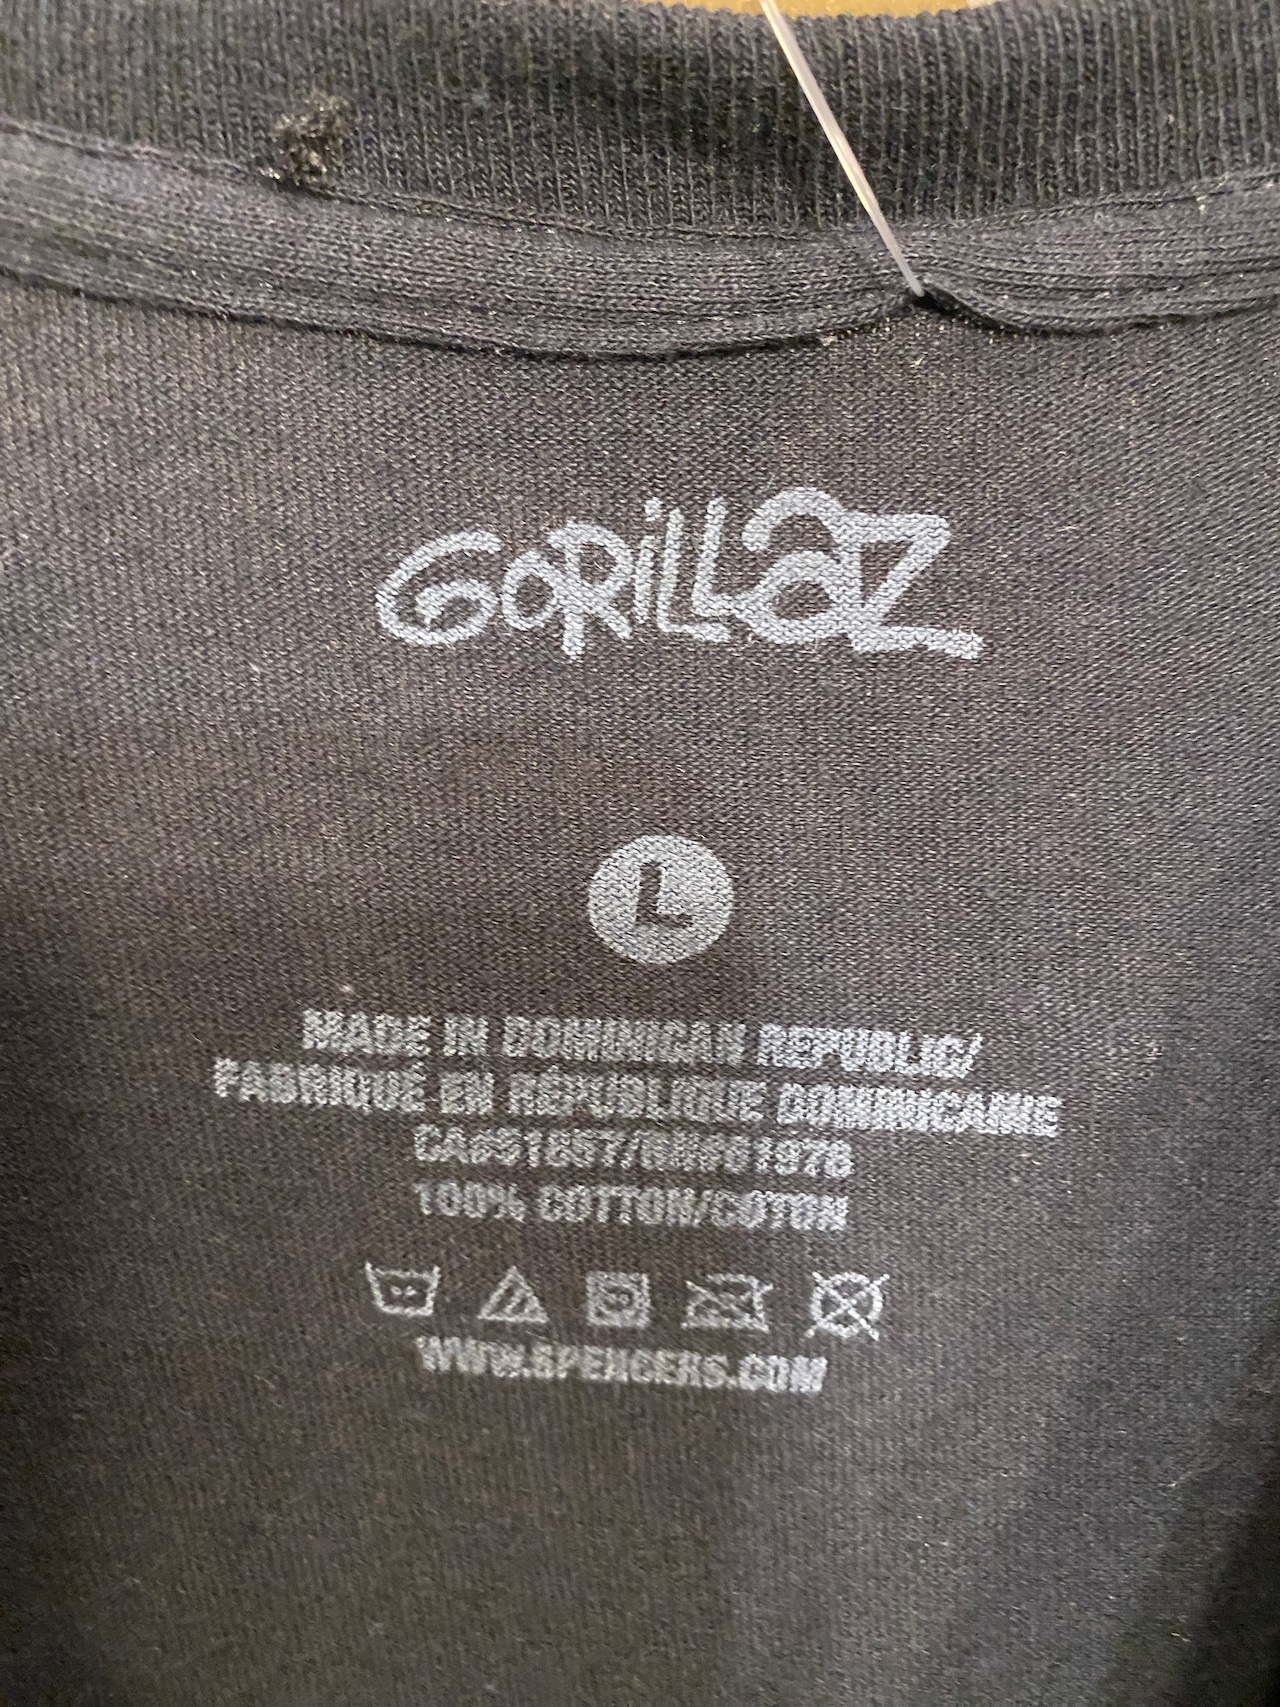 GORILLAZ
L
MADE IN DOMINICAN REPUBLIC/
FABRIQUÉ EN RÉPUBLIQUE DOMINICAINE
100% COTTON/COTON
WWW.SPENCERS.COM